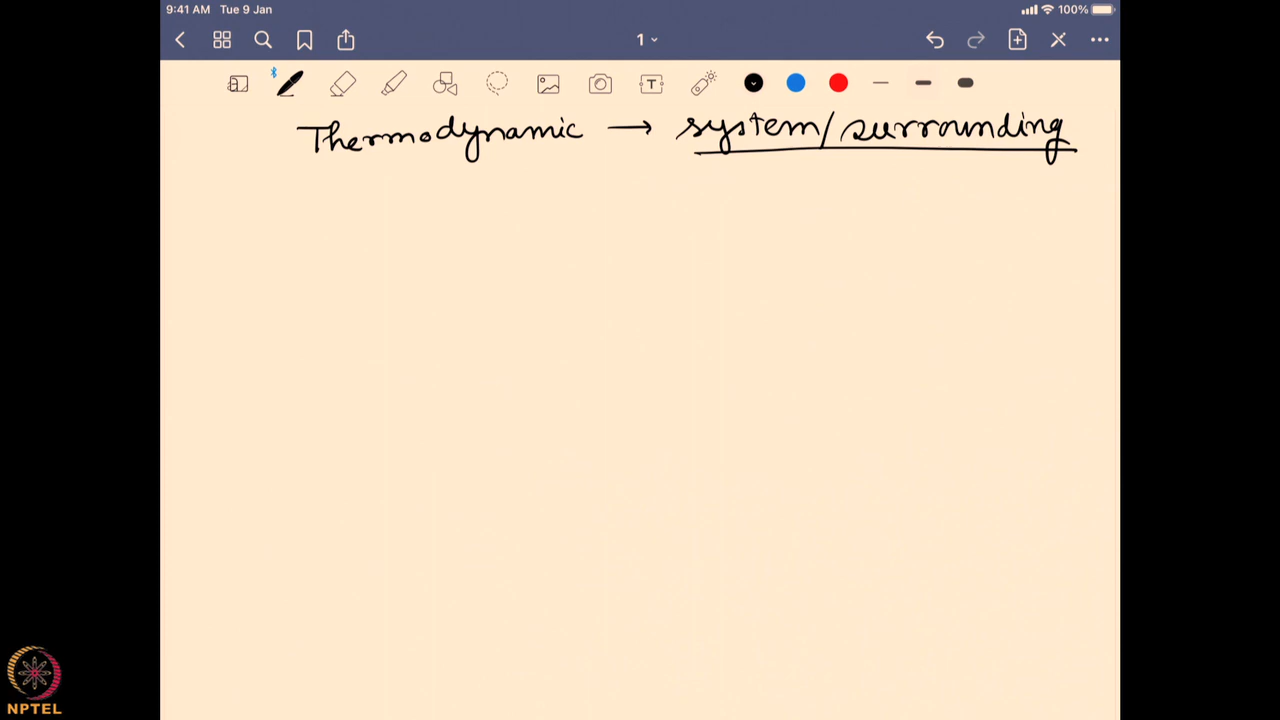 9:41 AM Tue 9 Jan 100%
1
T
Thermodynamic → system/surrounding
NPTEL